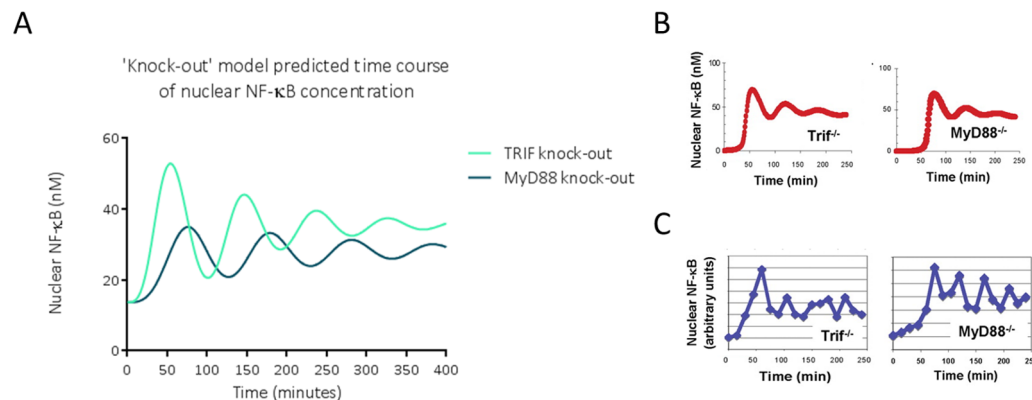 A
'Knock-out' model predicted time course
of nuclear NF-κB concentration
60
40
20
0
Nuclear NF-κB (nM)
0 50 100 150 200 250 300 350 400
Time (minutes)
TRIF knock-out
MyD88 knock-out
B
Nuclear NF-κB (nM)
100
50
0
0 50 100 150 200 250
Trif-/-
Time (min)
100
50
0
0 50 100 150 200 250
MyD88-/-
Time (min)
C
Nuclear NF-κB
(arbitrary units)
0 50 100 150 200 250
Trif-/-
Time (min)
0 50 100 150 200 250
MyD88-/-
Time (min)